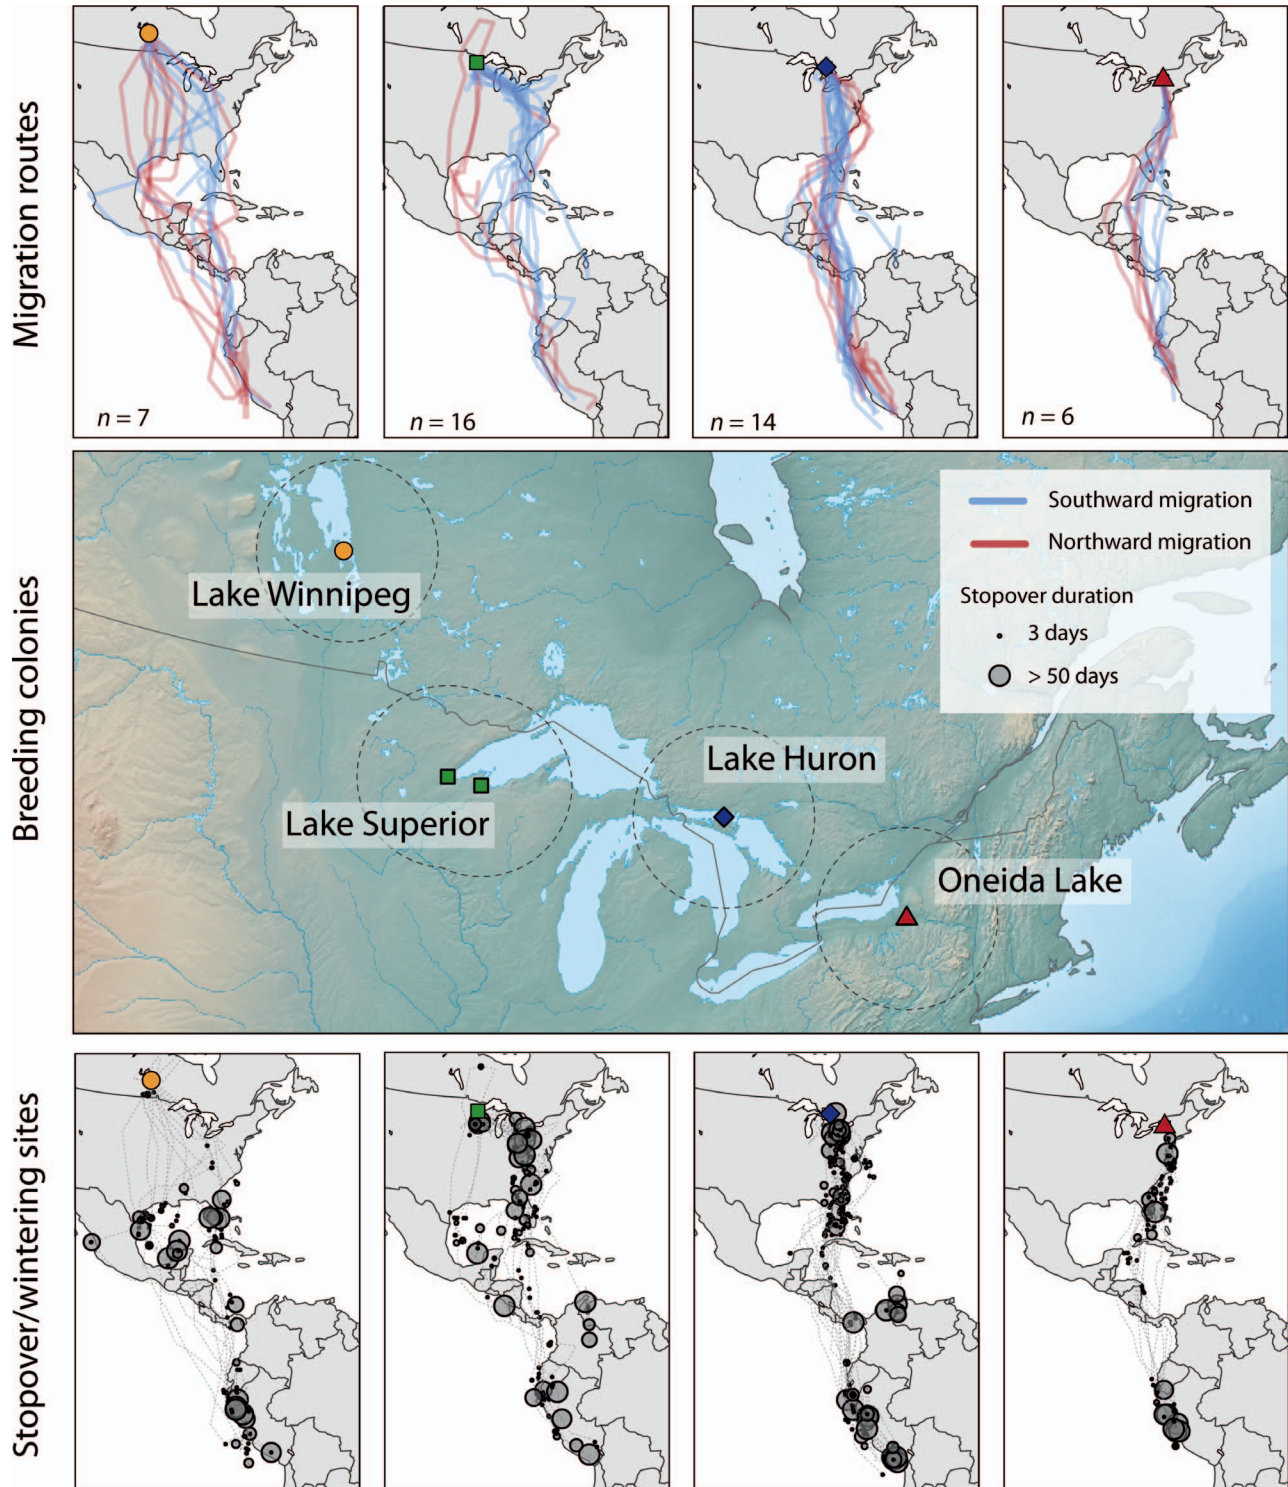 Migration routes
n = 7
n = 16
n = 14
n = 6
Breeding colonies
Lake Winnipeg
Lake Superior
Lake Huron
Oneida Lake
Southward migration
Northward migration
Stopover duration
3 days
> 50 days
Stopover/wintering sites